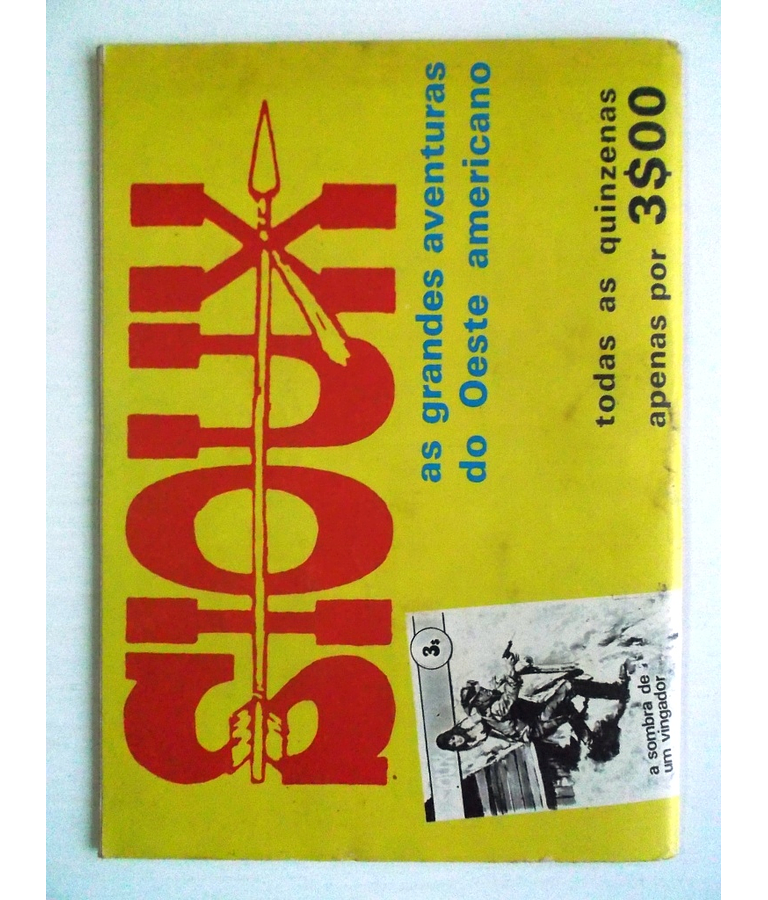 SIOUX
as grandes aventuras
do Oeste americano
todas as quinzenas
apenas por 3$00
3$
a sombra de
um vingador